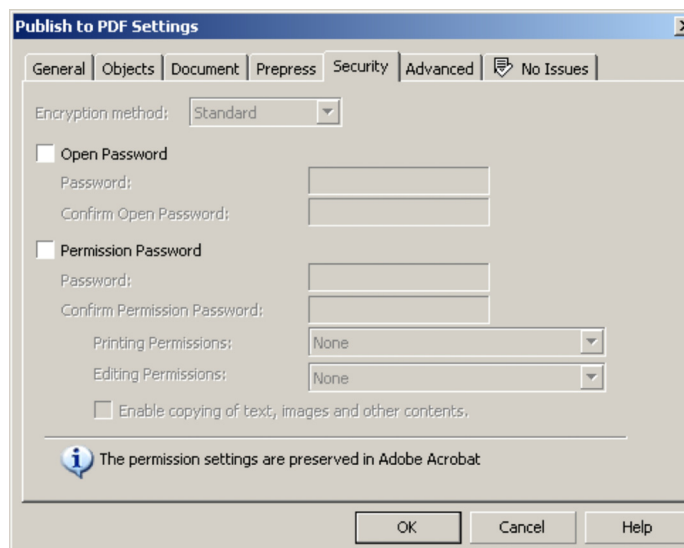 Publish to PDF Settings
General Objects Document Prepress Security Advanced No Issues
Encryption method: Standard
Open Password
Password:
Confirm Open Password:
Permission Password
Password:
Confirm Permission Password:
Printing Permissions: None
Editing Permissions: None
Enable copying of text, images and other contents.
The permission settings are preserved in Adobe Acrobat
OK Cancel Help